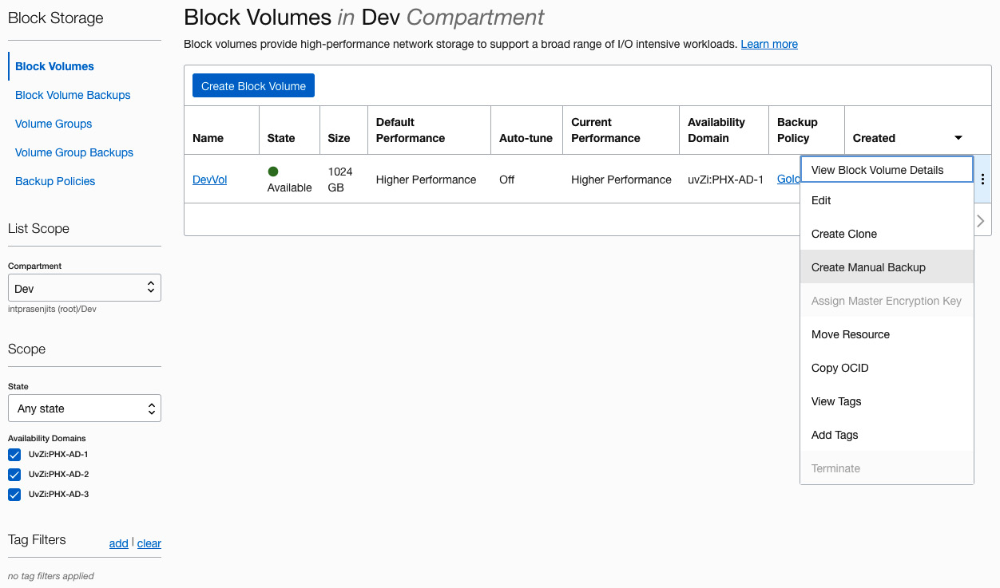 Block Storage
Block Volumes
Block Volume Backups
Volume Groups
Volume Group Backups
Backup Policies
List Scope
Compartment
Dev
intprasenjits (root)/Dev
Scope
State
Any state
Availability Domains
UvZi:PHX-AD-1
UvZi:PHX-AD-2
UvZi:PHX-AD-3
Tag Filters add | clear
no tag filters applied
Block Volumes in Dev Compartment
Block volumes provide high-performance network storage to support a broad range of I/O intensive workloads. Learn more
Create Block Volume
Name State Size Default Performance Auto-tune Current Performance Availability Domain Backup Policy Created
DevVol Available 1024 GB Higher Performance Off Higher Performance uvZi:PHX-AD-1 Gold
View Block Volume Details
Edit
Create Clone
Create Manual Backup
Assign Master Encryption Key
Move Resource
Copy OCID
View Tags
Add Tags
Terminate